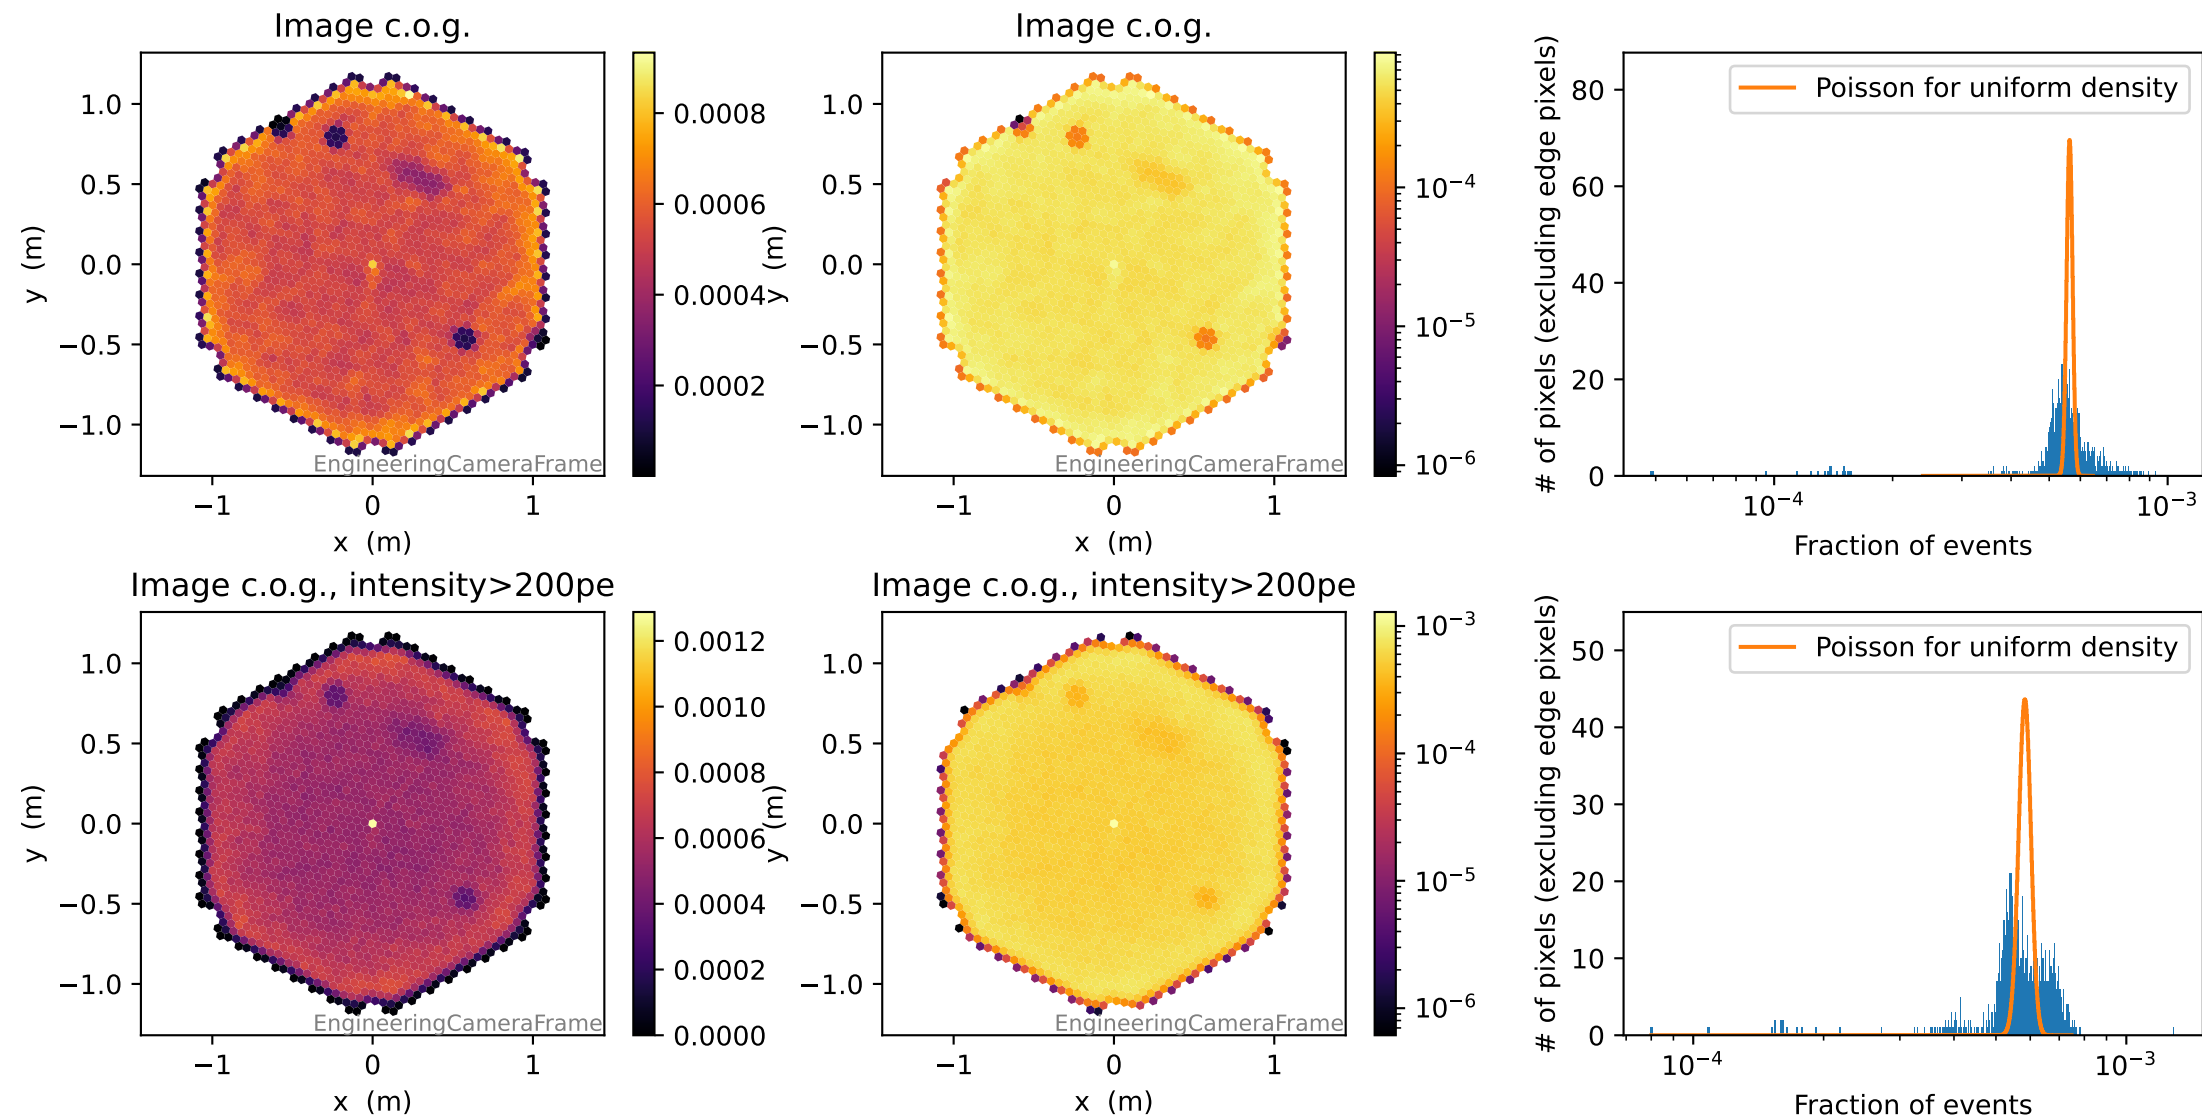 Image c.o.g.
1.0
0.5
0.0
−0.5
−1.0
y (m)
−1
0
1
x (m)
EngineeringCameraFrame
0.0008
0.0006
0.0004
0.0002
Image c.o.g.
1.0
0.5
0.0
−0.5
−1.0
y (m)
−1
0
1
x (m)
EngineeringCameraFrame
10⁻⁴
10⁻⁵
10⁻⁶
# of pixels (excluding edge pixels)
80
60
40
20
0
Poisson for uniform density
10⁻⁴
10⁻³
Fraction of events
Image c.o.g., intensity>200pe
1.0
0.5
0.0
−0.5
−1.0
y (m)
−1
0
1
x (m)
EngineeringCameraFrame
0.0012
0.0010
0.0008
0.0006
0.0004
0.0002
0.0000
Image c.o.g., intensity>200pe
1.0
0.5
0.0
−0.5
−1.0
y (m)
−1
0
1
x (m)
EngineeringCameraFrame
10⁻³
10⁻⁴
10⁻⁵
10⁻⁶
# of pixels (excluding edge pixels)
50
40
30
20
10
0
Poisson for uniform density
10⁻⁴
10⁻³
Fraction of events